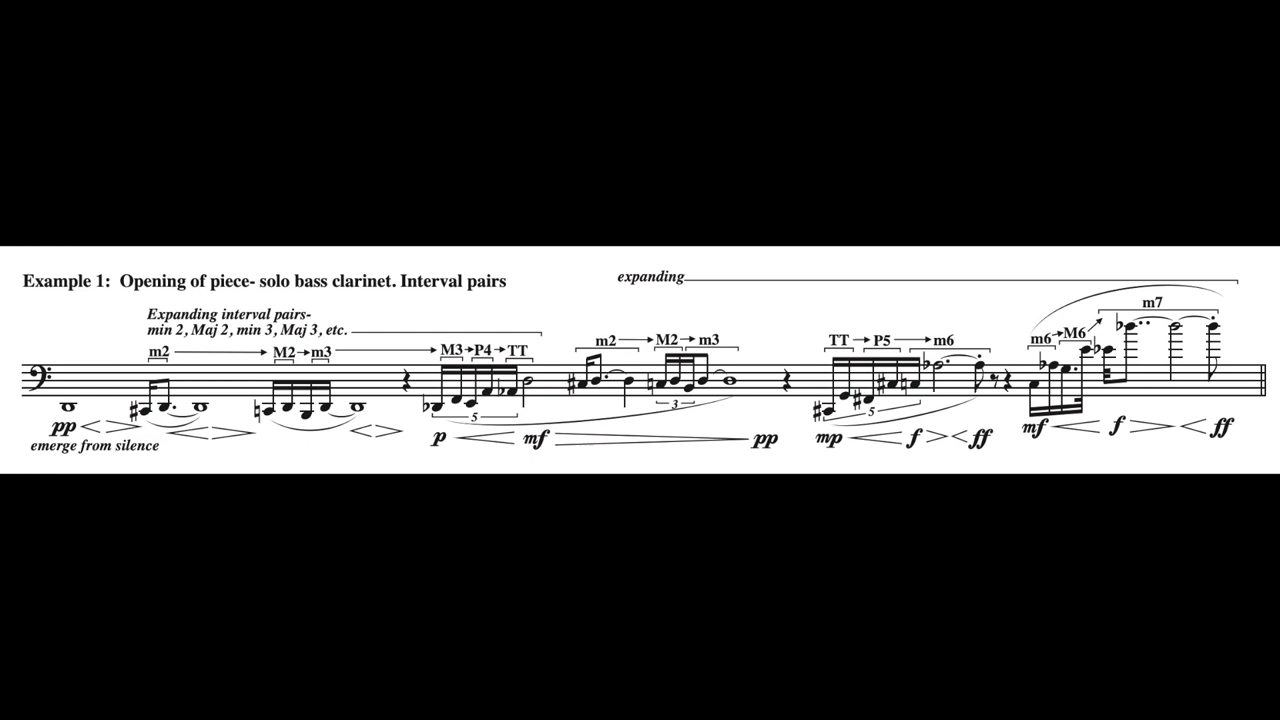 Example 1: Opening of piece- solo bass clarinet. Interval pairs
expanding
Expanding interval pairs-
min 2, Maj 2, min 3, Maj 3, etc.
m2 M2 m3 M3 P4 TT m2 M2 m3 TT P5 m6 m6 M6 m7
5 3 5
pp p mf pp mp f ff mf f ff
emerge from silence